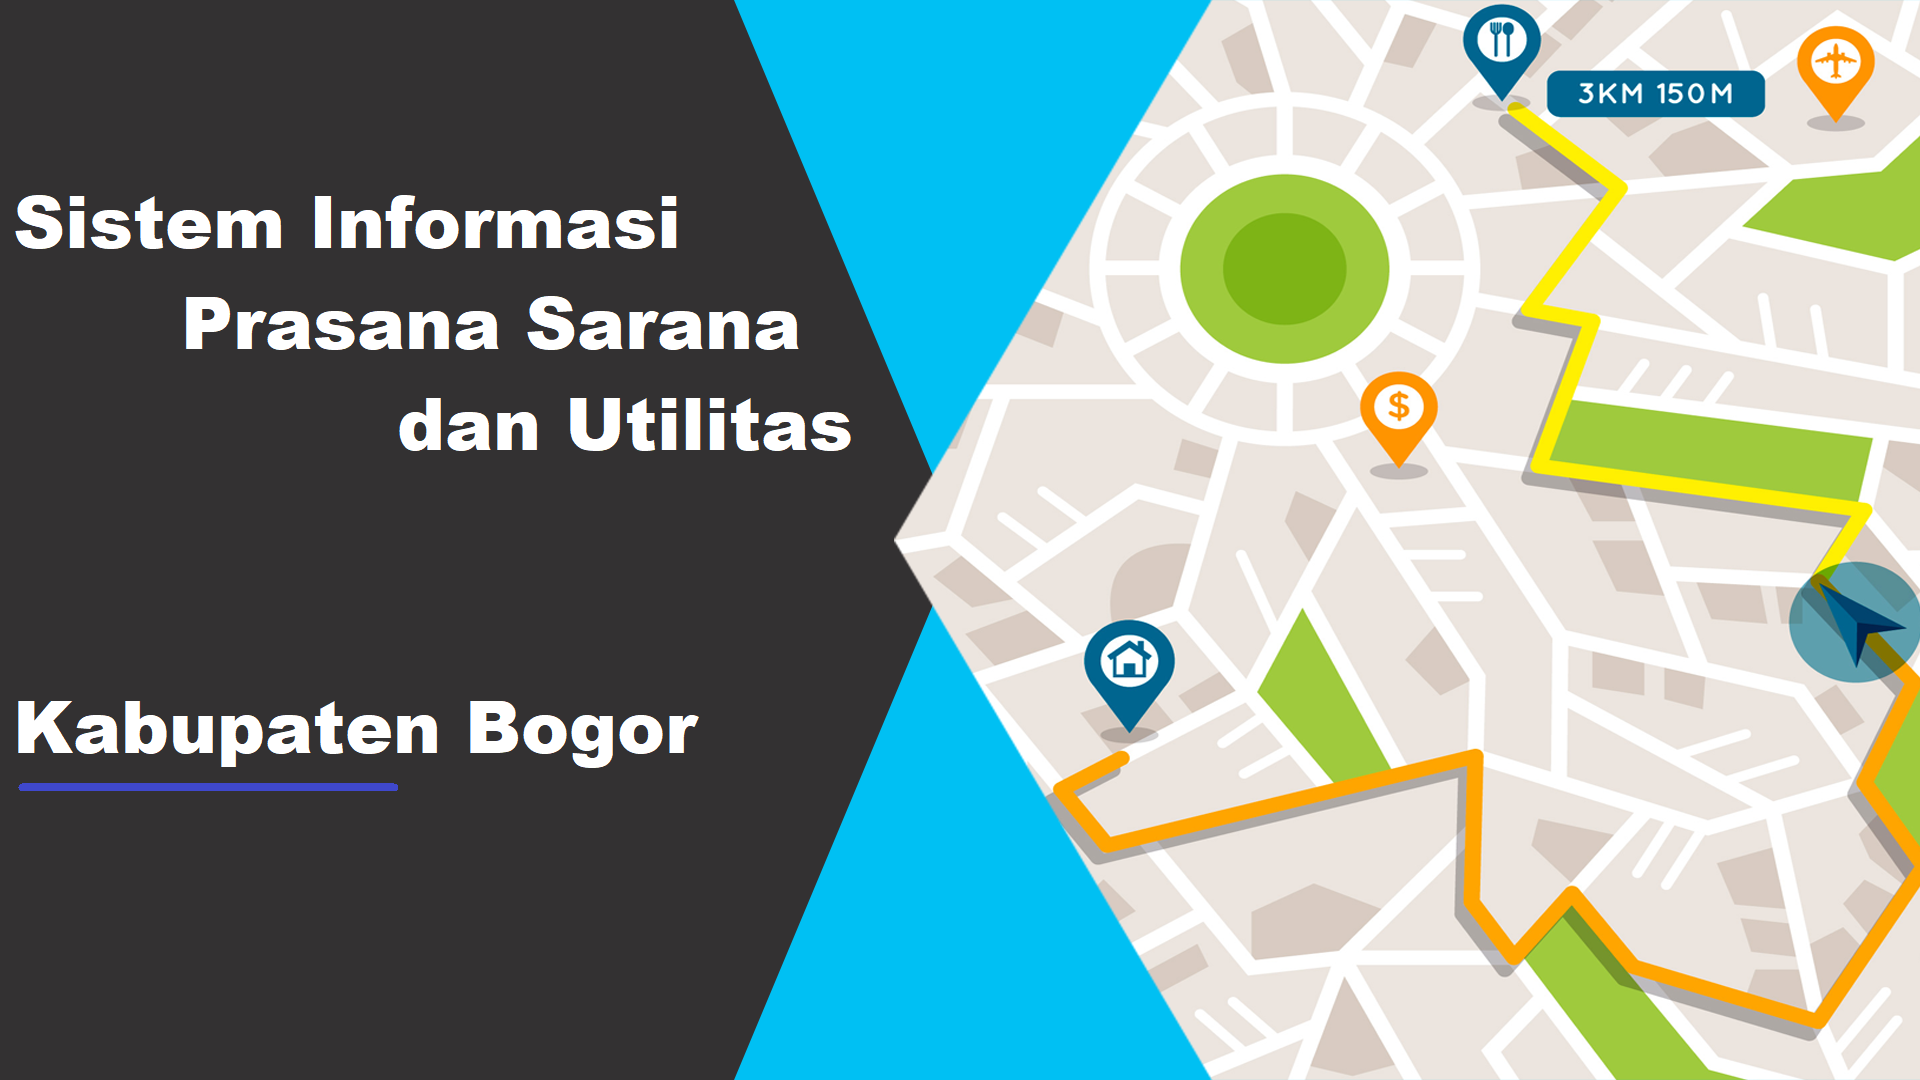 Sistem Informasi
Prasana Sarana
dan Utilitas
Kabupaten Bogor
3KM 150M
$